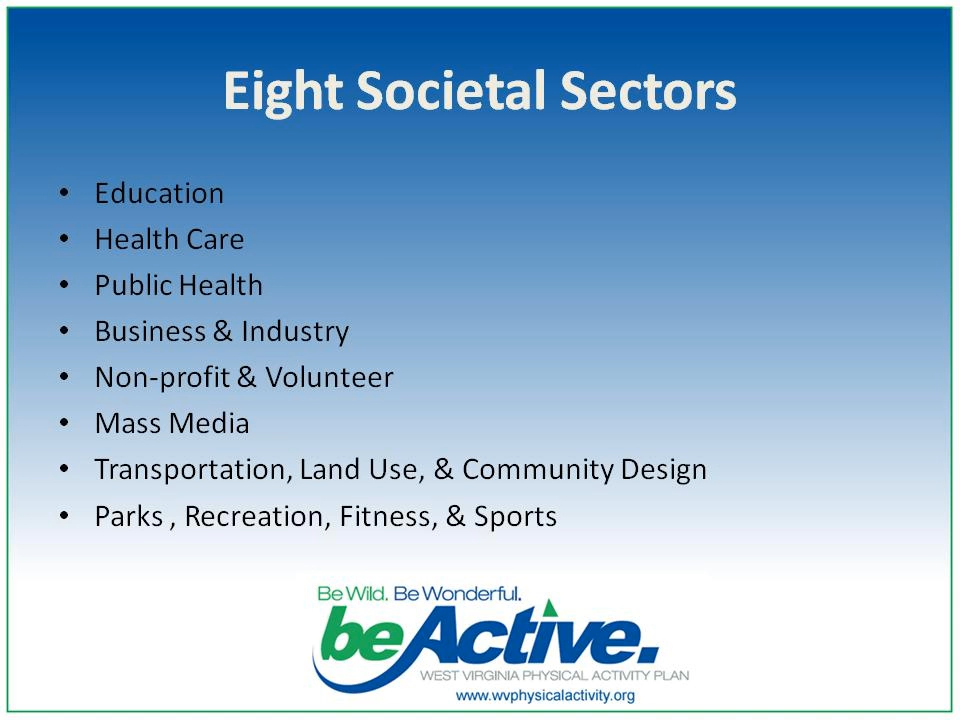 Eight Societal Sectors
• Education
• Health Care
• Public Health
• Business & Industry
• Non-profit & Volunteer
• Mass Media
• Transportation, Land Use, & Community Design
• Parks , Recreation, Fitness, & Sports
Be Wild. Be Wonderful.
beActive.
WEST VIRGINIA PHYSICAL ACTIVITY PLAN
www.wvphysicalactivity.org